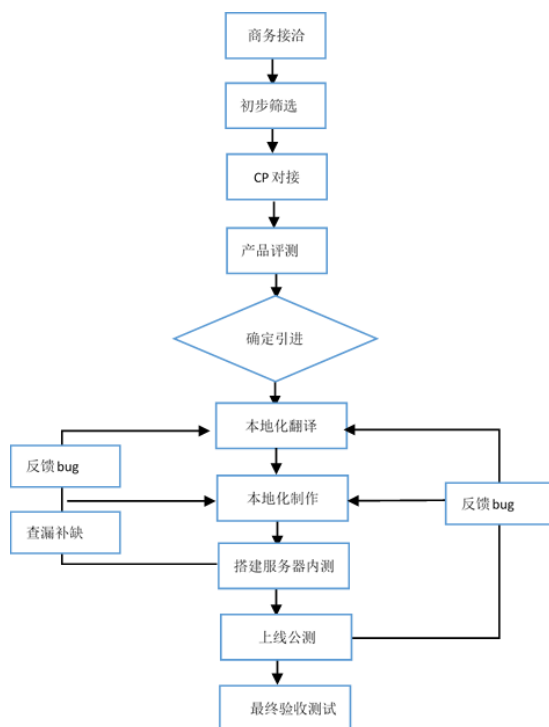 商务接洽
初步筛选
CP 对接
产品评测
确定引进
本地化翻译
反馈 bug
本地化制作
反馈 bug
查漏补缺
搭建服务器内测
上线公测
最终验收测试